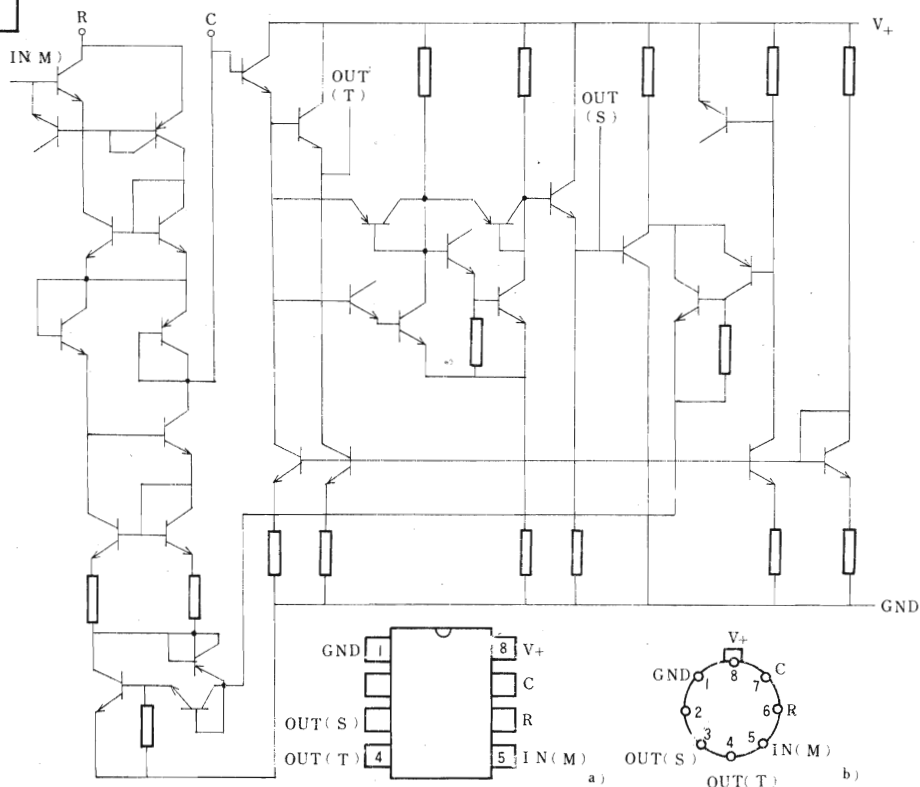 R
C
V+
IN(M)
OUT
(T)
OUT
(S)
GND
GND 1
8 V+
C
OUT(S)
R
OUT(T) 4
5 IN(M)
a)
V+
GND
C
1
8
7
2
6
R
3
4
5
IN(M)
OUT(S)
OUT(T)
b)